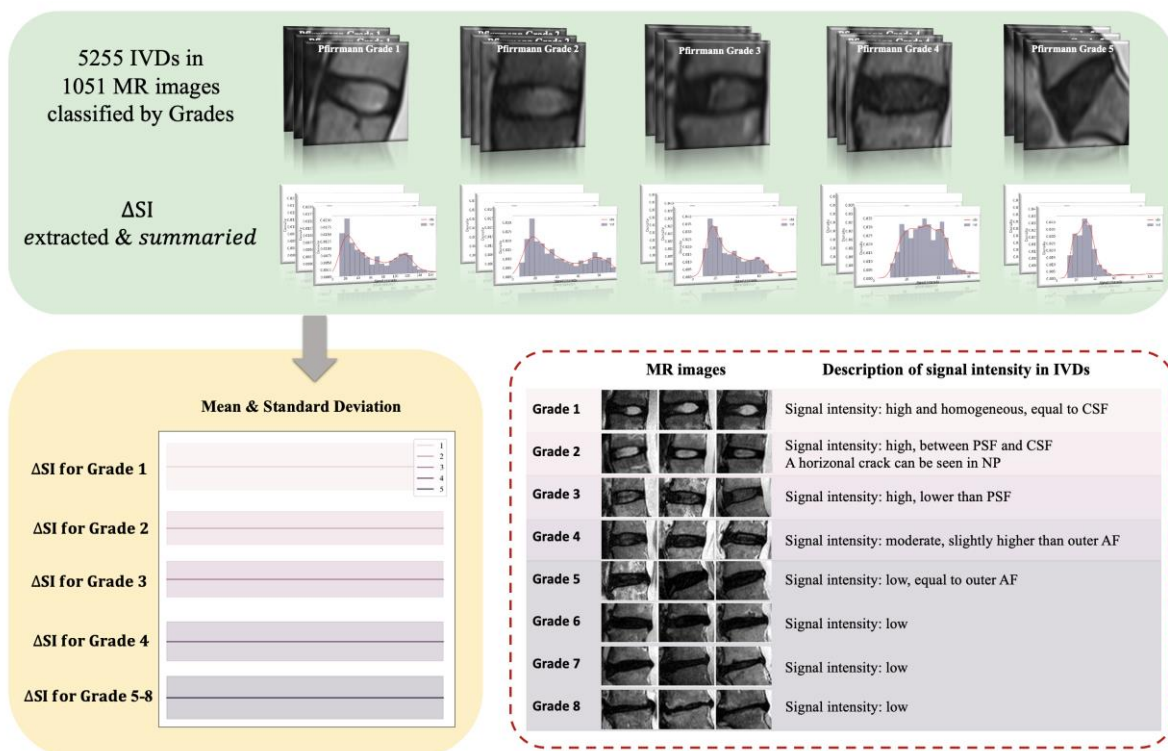 5255 IVDs in
1051 MR images
classified by Grades
Pfirrmann Grade 1
Pfirrmann Grade 2
Pfirrmann Grade 3
Pfirrmann Grade 4
Pfirrmann Grade 5
ΔSI
extracted & summaried
Mean & Standard Deviation
1
2
3
4
5
ΔSI for Grade 1
ΔSI for Grade 2
ΔSI for Grade 3
ΔSI for Grade 4
ΔSI for Grade 5-8
MR images Description of signal intensity in IVDs
Grade 1 Signal intensity: high and homogeneous, equal to CSF
Grade 2 Signal intensity: high, between PSF and CSF
A horizonal crack can be seen in NP
Grade 3 Signal intensity: high, lower than PSF
Grade 4 Signal intensity: moderate, slightly higher than outer AF
Grade 5 Signal intensity: low, equal to outer AF
Grade 6 Signal intensity: low
Grade 7 Signal intensity: low
Grade 8 Signal intensity: low